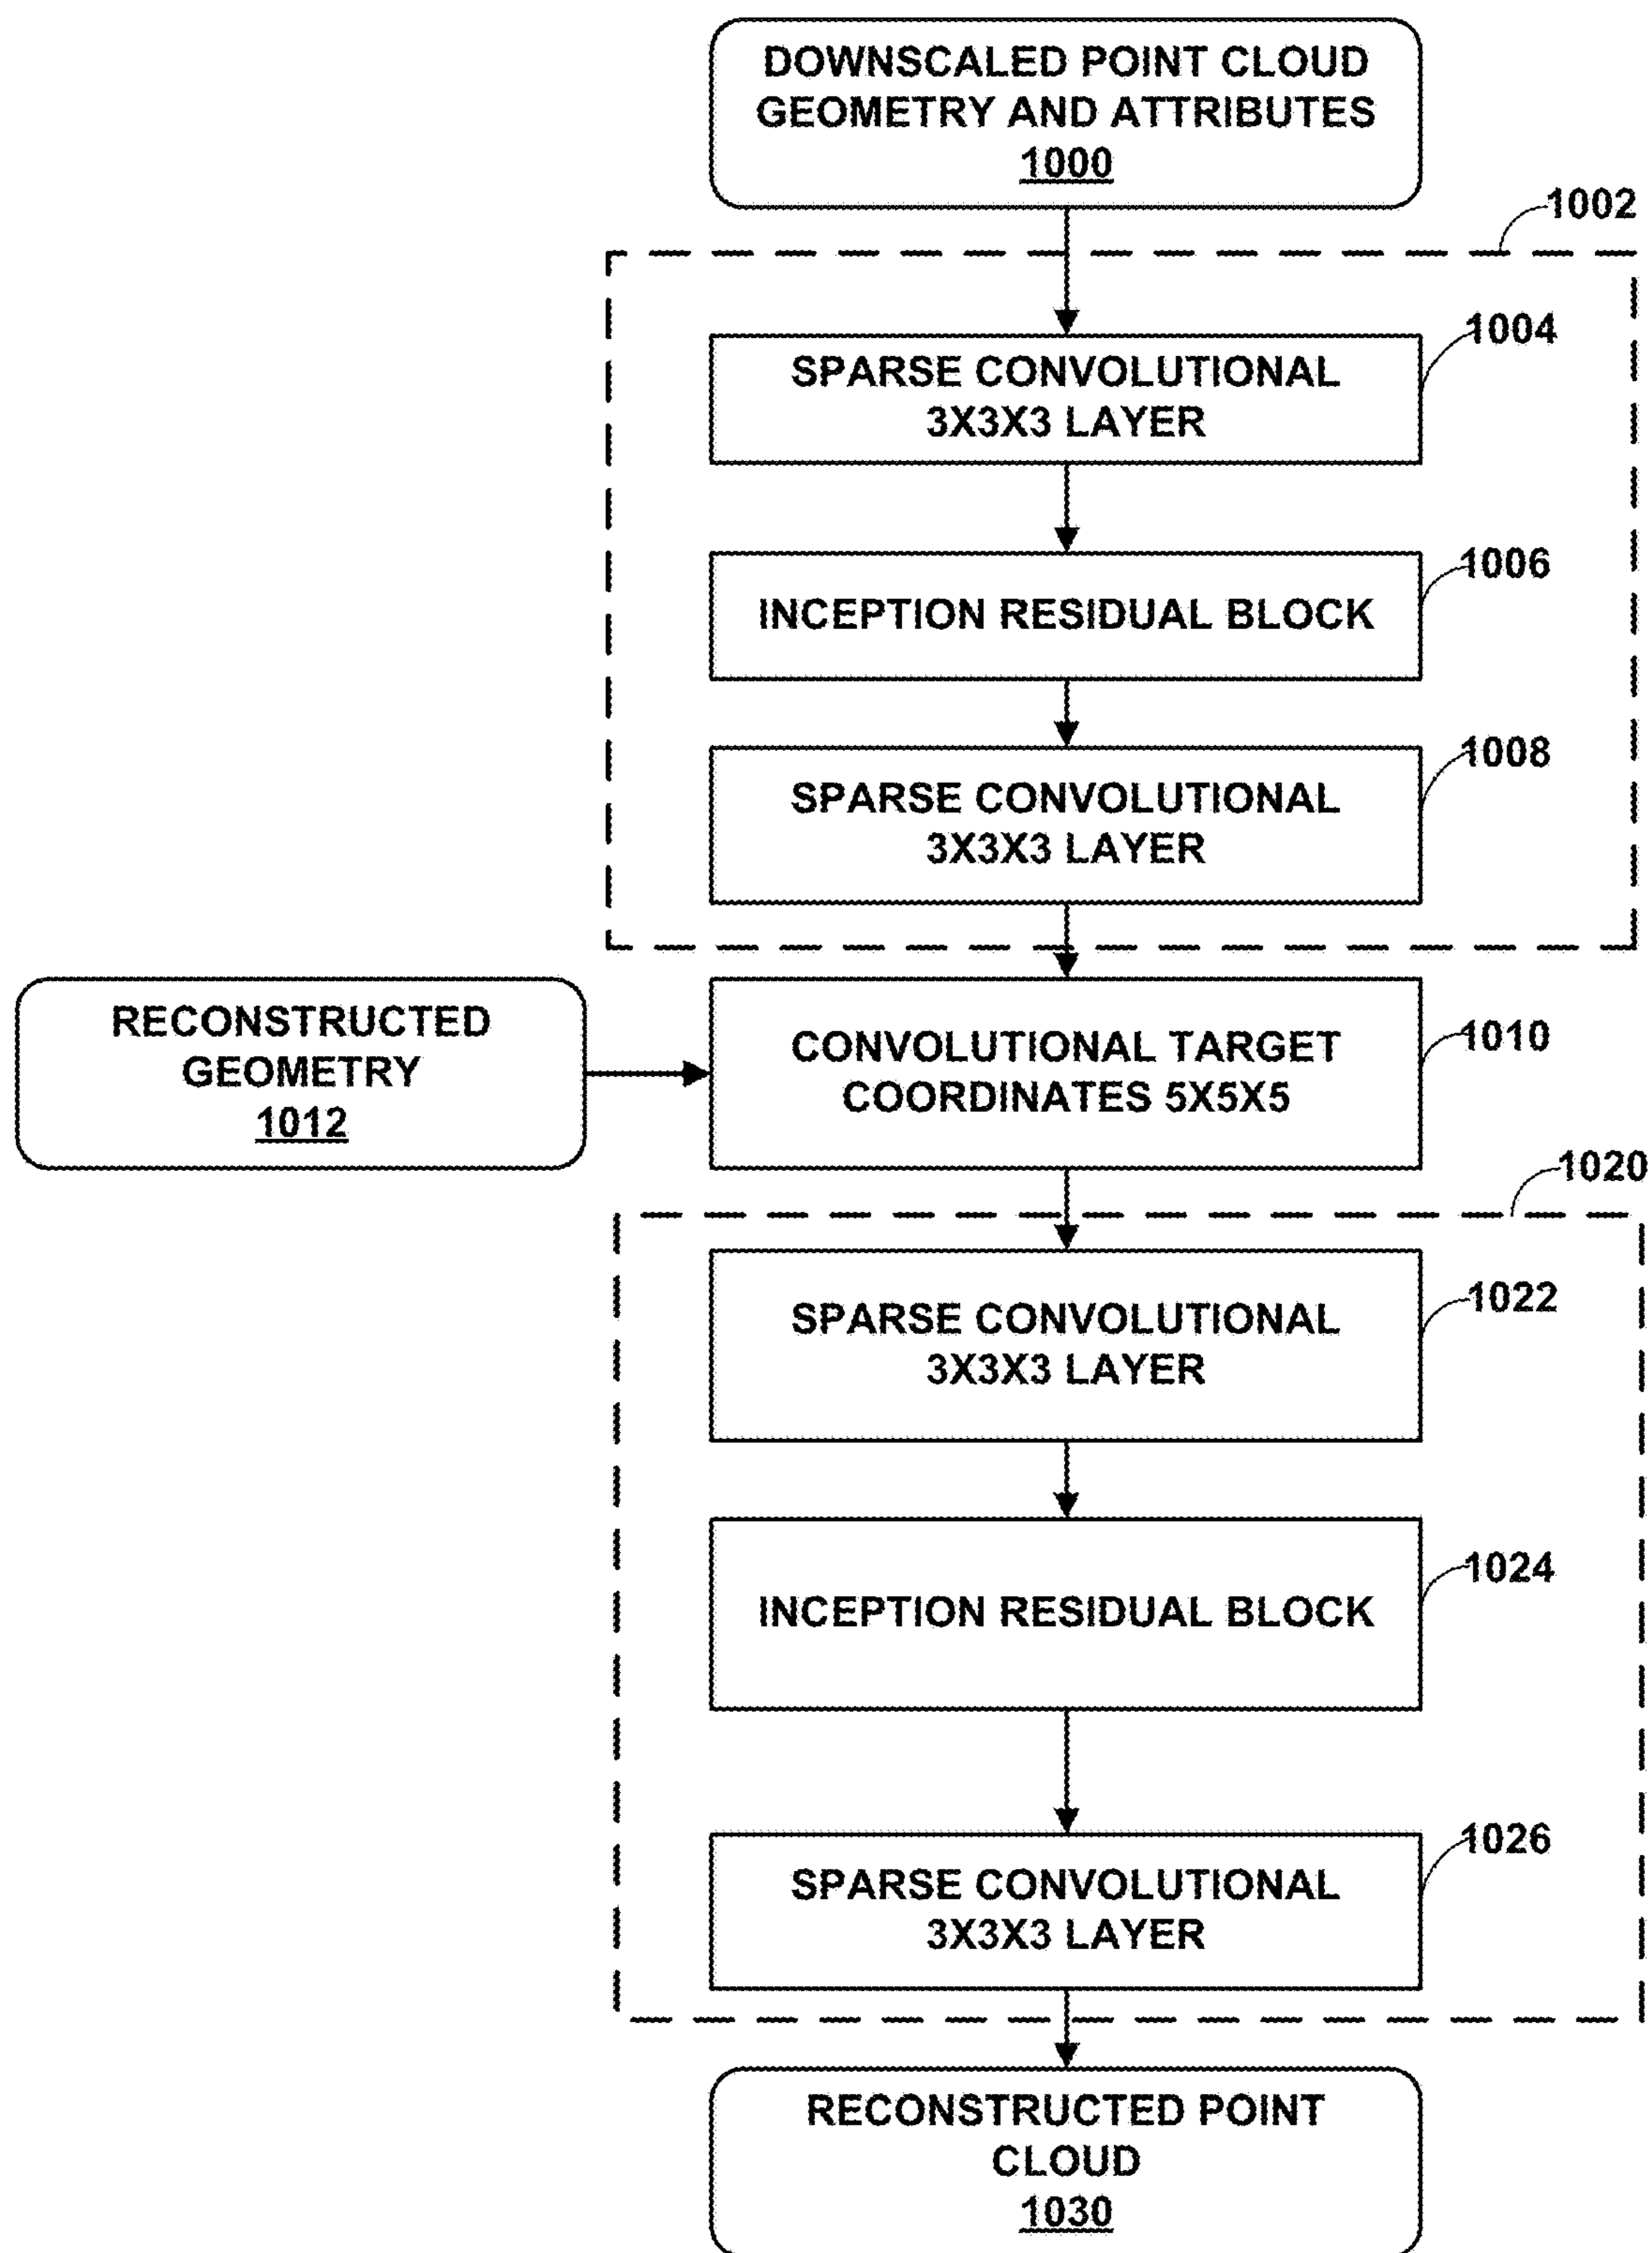 DOWNSCALED POINT CLOUD
GEOMETRY AND ATTRIBUTES
1000
1002
1004
SPARSE CONVOLUTIONAL
3X3X3 LAYER
1006
INCEPTION RESIDUAL BLOCK
1008
SPARSE CONVOLUTIONAL
3X3X3 LAYER
RECONSTRUCTED
GEOMETRY
1012
1010
CONVOLUTIONAL TARGET
COORDINATES 5X5X5
1020
1022
SPARSE CONVOLUTIONAL
3X3X3 LAYER
1024
INCEPTION RESIDUAL BLOCK
1026
SPARSE CONVOLUTIONAL
3X3X3 LAYER
RECONSTRUCTED POINT
CLOUD
1030